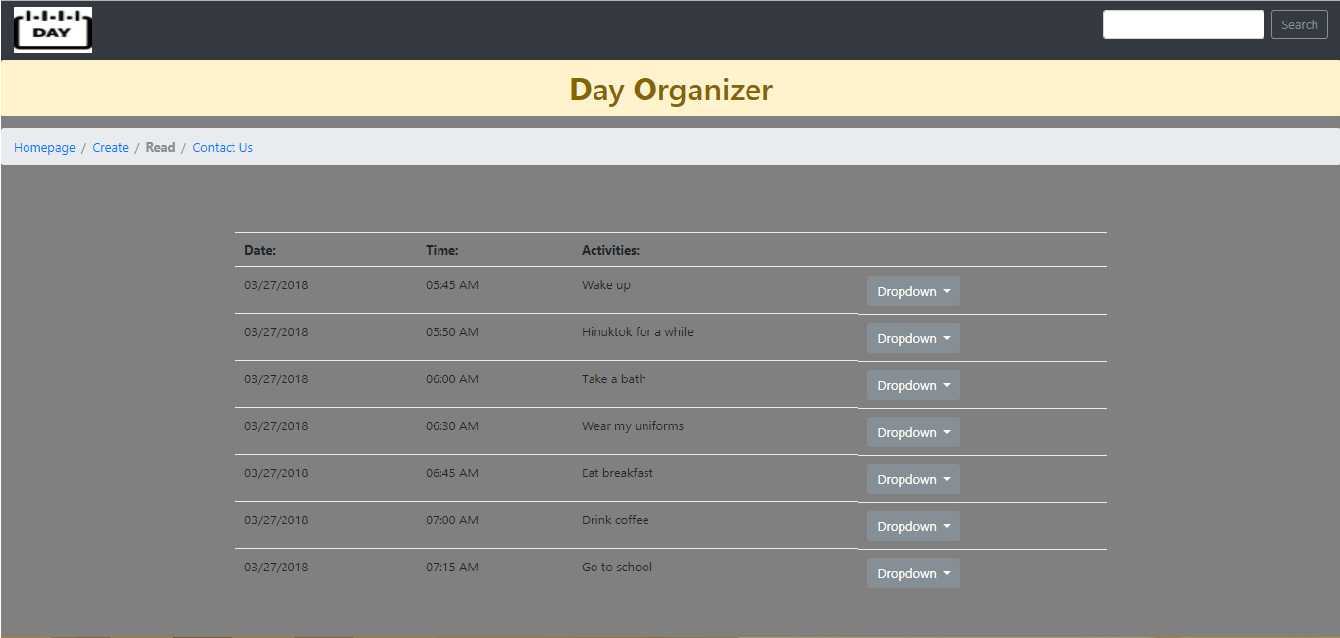 DAY
Search
Day Organizer
Homepage / Create / Read / Contact Us
Date: Time: Activities:
03/27/2018 05:45 AM Wake up Dropdown
03/27/2018 05:50 AM Hinuktok for a while Dropdown
03/27/2018 06:00 AM Take a bath Dropdown
03/27/2018 06:30 AM Wear my uniforms Dropdown
03/27/2018 06:45 AM Eat breakfast Dropdown
03/27/2018 07:00 AM Drink coffee Dropdown
03/27/2018 07:15 AM Go to school Dropdown